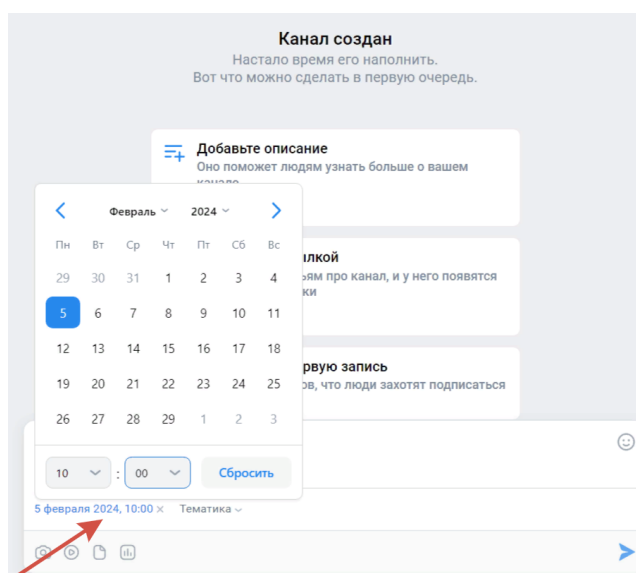 Канал создан
Настало время его наполнить.
Вот что можно сделать в первую очередь.
Добавьте описание
Оно поможет людям узнать больше о вашем
канале
Февраль 2024
Пн Вт Ср Чт Пт Сб Вс
29 30 31 1 2 3 4
5 6 7 8 9 10 11
12 13 14 15 16 17 18
19 20 21 22 23 24 25
26 27 28 29 1 2 3
10 : 00 Сбросить
лкой
ьям про канал, и у него появятся
ки
рвую запись
ов, что люди захотят подписаться
5 февраля 2024, 10:00 × Тематика